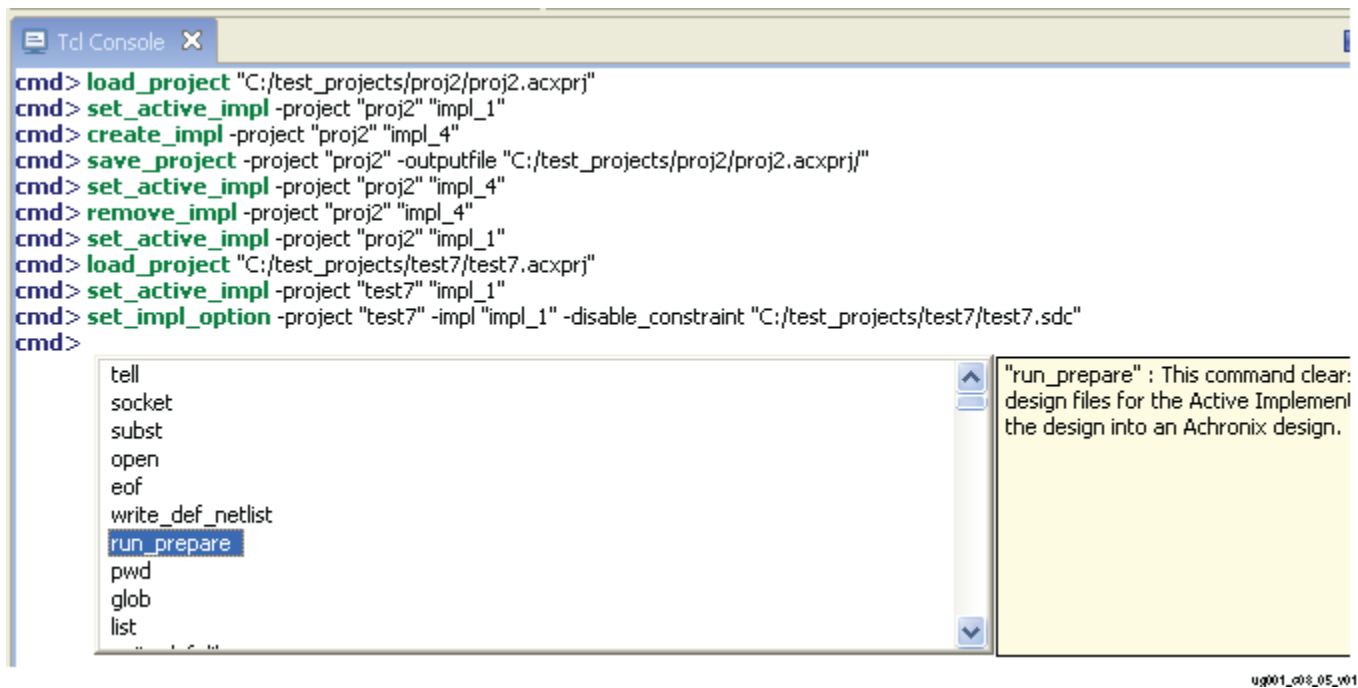 Tcl Console
cmd> load_project "C:/test_projects/proj2/proj2.acxprj"
cmd> set_active_impl -project "proj2" "impl_1"
cmd> create_impl -project "proj2" "impl_4"
cmd> save_project -project "proj2" -outputfile "C:/test_projects/proj2/proj2.acxprj/"
cmd> set_active_impl -project "proj2" "impl_4"
cmd> remove_impl -project "proj2" "impl_4"
cmd> set_active_impl -project "proj2" "impl_1"
cmd> load_project "C:/test_projects/test7/test7.acxprj"
cmd> set_active_impl -project "test7" "impl_1"
cmd> set_impl_option -project "test7" -impl "impl_1" -disable_constraint "C:/test_projects/test7/test7.sdc"
cmd>
tell
socket
subst
open
eof
write_def_netlist
run_prepare
pwd
glob
list
"run_prepare" : This command clear
design files for the Active Implemen
the design into an Achronix design.
ug001_c08_05_v01